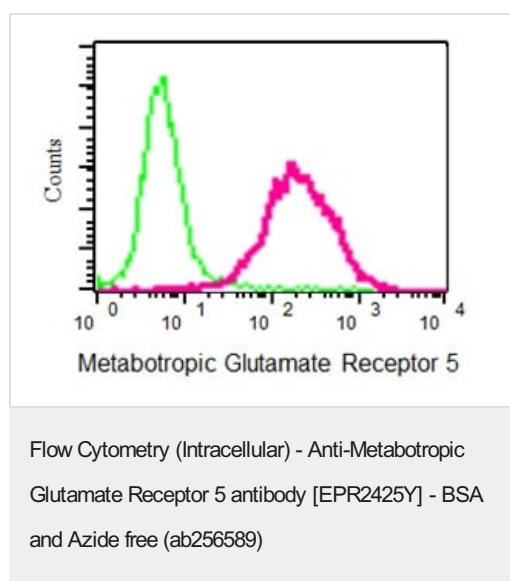 Counts
10 0 10 1 10 2 10 3 10 4
Metabotropic Glutamate Receptor 5
Flow Cytometry (Intracellular) - Anti-Metabotropic
Glutamate Receptor 5 antibody [EPR2425Y] - BSA
and Azide free (ab256589)